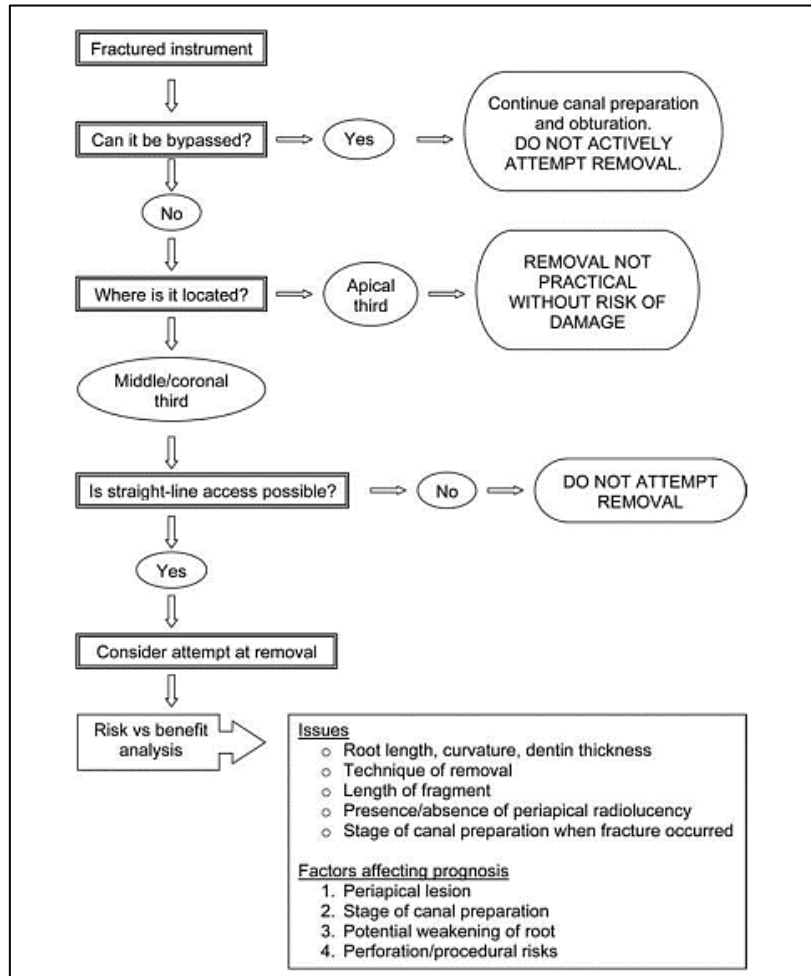 Fractured instrument
Can it be bypassed?
Yes
Continue canal preparation
and obturation.
DO NOT ACTIVELY
ATTEMPT REMOVAL.
No
Where is it located?
Apical
third
REMOVAL NOT
PRACTICAL
WITHOUT RISK OF
DAMAGE
Middle/coronal
third
Is straight-line access possible?
No
DO NOT ATTEMPT
REMOVAL
Yes
Consider attempt at removal
Risk vs benefit
analysis
Issues
o Root length, curvature, dentin thickness
o Technique of removal
o Length of fragment
o Presence/absence of periapical radiolucency
o Stage of canal preparation when fracture occurred
Factors affecting prognosis
1. Periapical lesion
2. Stage of canal preparation
3. Potential weakening of root
4. Perforation/procedural risks